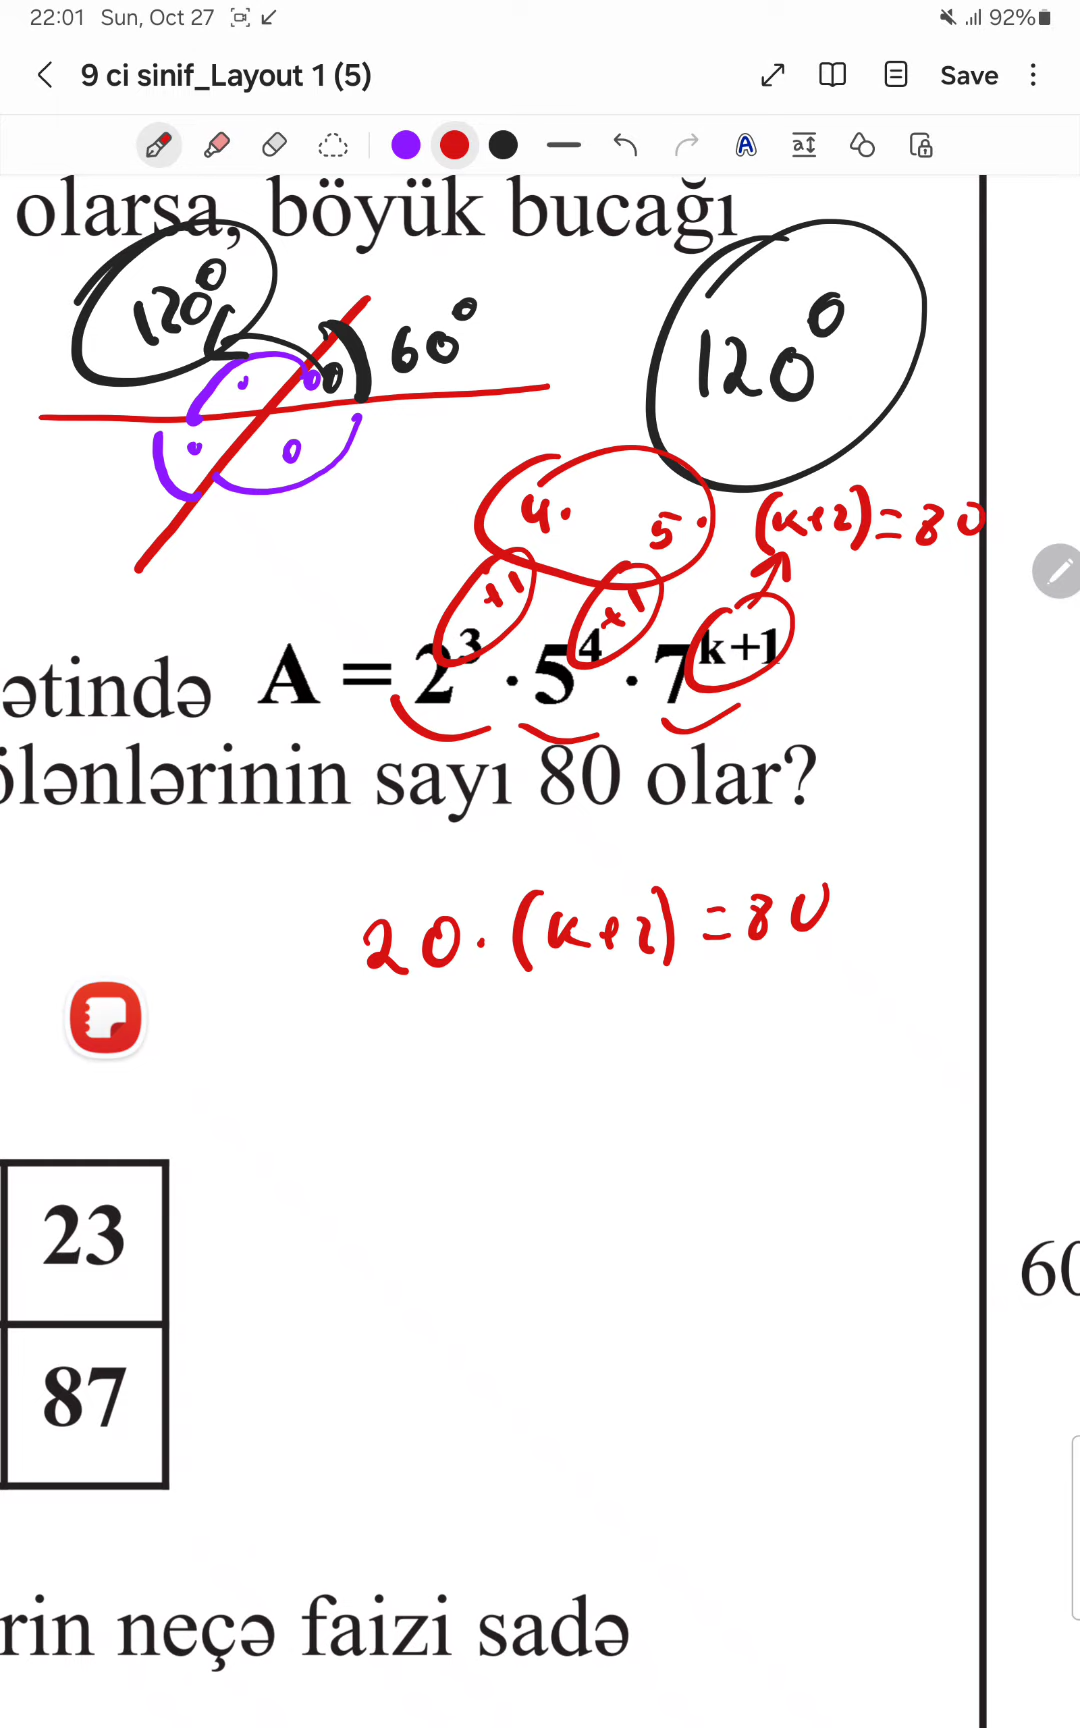 22:01 Sun, Oct 27 92%
9 ci sinif_Layout 1 (5) Save
olarsa, böyük bucağı
120°
60°
120°
4. 5. (k+2)=80
+1 +1
ətində A = 2³ · 5⁴ · 7ᵏ⁺¹
ölənlərinin sayı 80 olar?
20.(k+2)=80
23
60
87
rin neçə faizi sadə